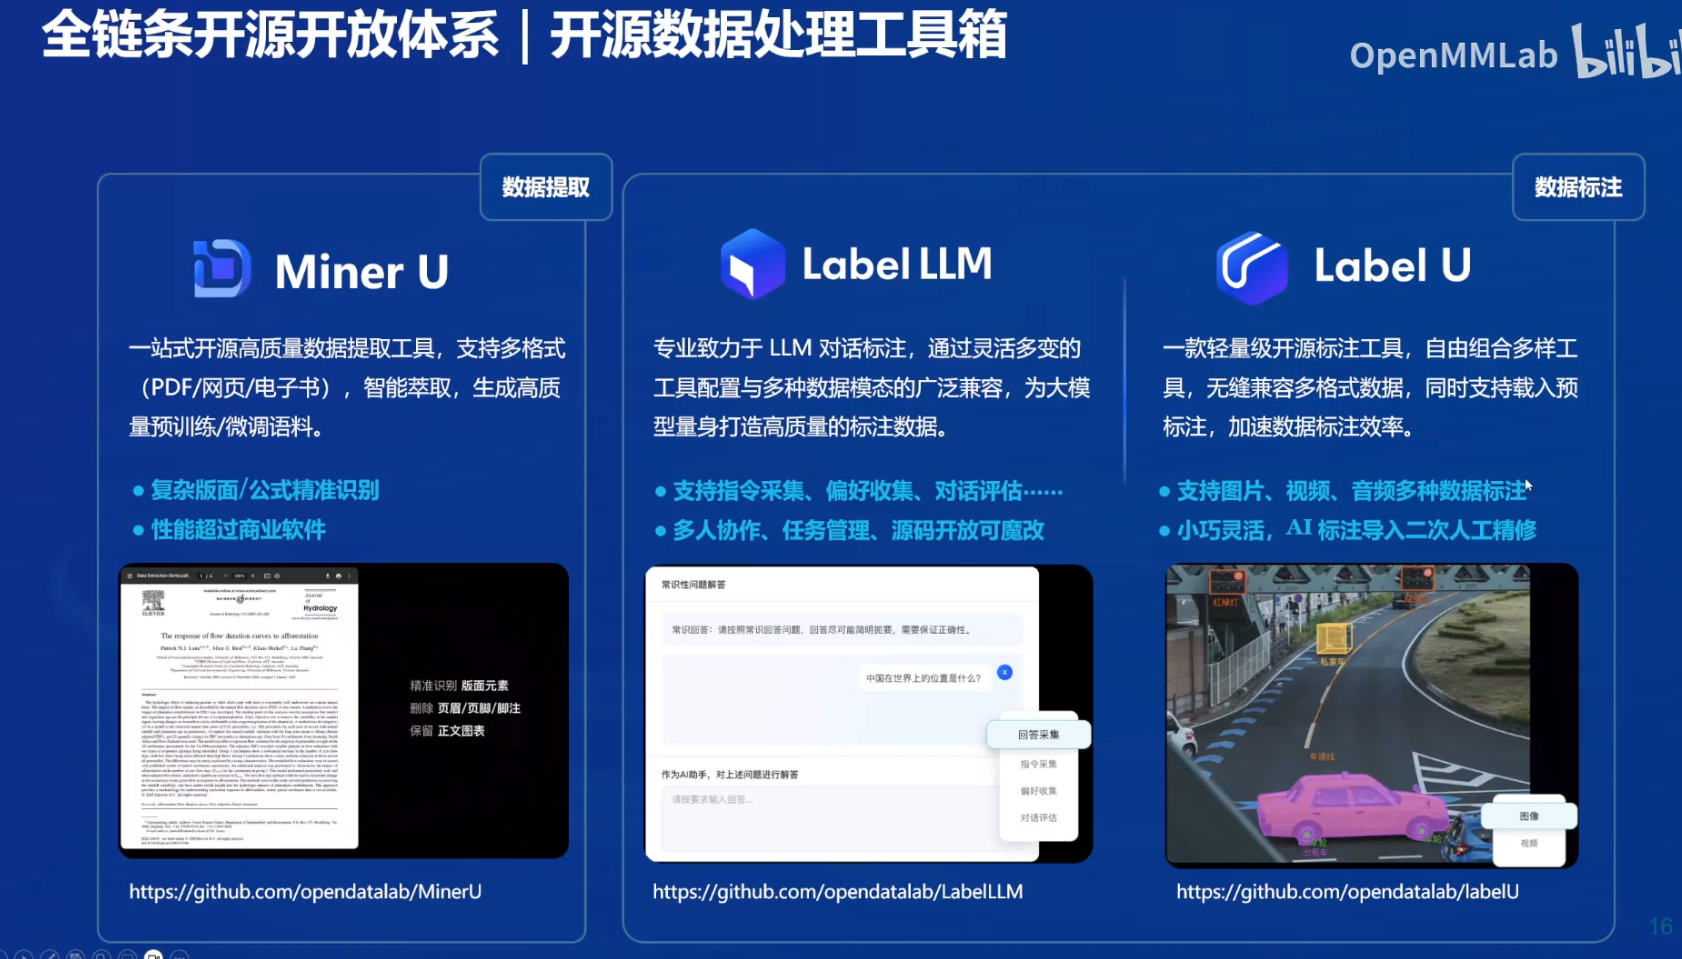 全链条开源开放体系｜开源数据处理工具箱
OpenMMLab bilibili
数据提取
Miner U
一站式开源高质量数据提取工具，支持多格式
（PDF/网页/电子书），智能萃取，生成高质
量预训练/微调语料。
复杂版面/公式精准识别
性能超过商业软件
The response of flow duration curves to afforestation
Journal of Hydrology
ELSEVIER
精准识别 版面元素
删除 页眉/页脚/脚注
保留 正文图表
https://github.com/opendatalab/MinerU
数据标注
Label LLM
专业致力于 LLM 对话标注，通过灵活多变的
工具配置与多种数据模态的广泛兼容，为大模
型量身打造高质量的标注数据。
支持指令采集、偏好收集、对话评估……
多人协作、任务管理、源码开放可魔改
常识性问题解答
常识回答：请按照常识回答问题，回答尽可能简明扼要，需要保证正确性。
中国在世界上的位置是什么？
x
作为AI助手，对上述问题进行解答
请按要求输入回答...
回答采集
指令采集
偏好收集
对话评估
https://github.com/opendatalab/LabelLLM
Label U
一款轻量级开源标注工具，自由组合多样工
具，无缝兼容多格式数据，同时支持载入预
标注，加速数据标注效率。
支持图片、视频、音频多种数据标注
小巧灵活，AI 标注导入二次人工精修
红绿灯
私家车
车道线
车轮
车轮
出租车
图像
视频
https://github.com/opendatalab/labelU
16